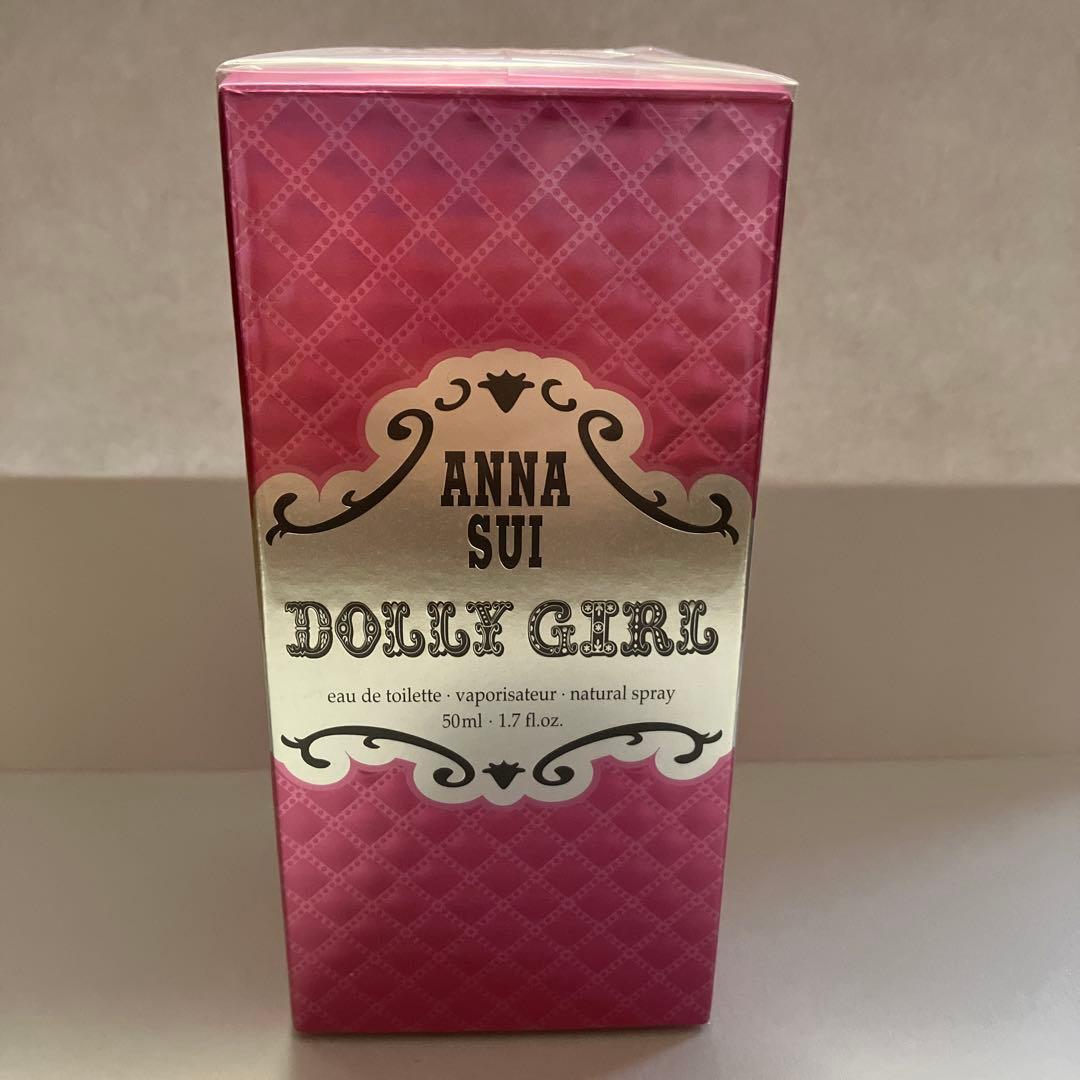 ANNA
SUI
DOLLY GIRL
eau de toilette · vaporisateur · natural spray
50ml · 1.7 fl.oz.